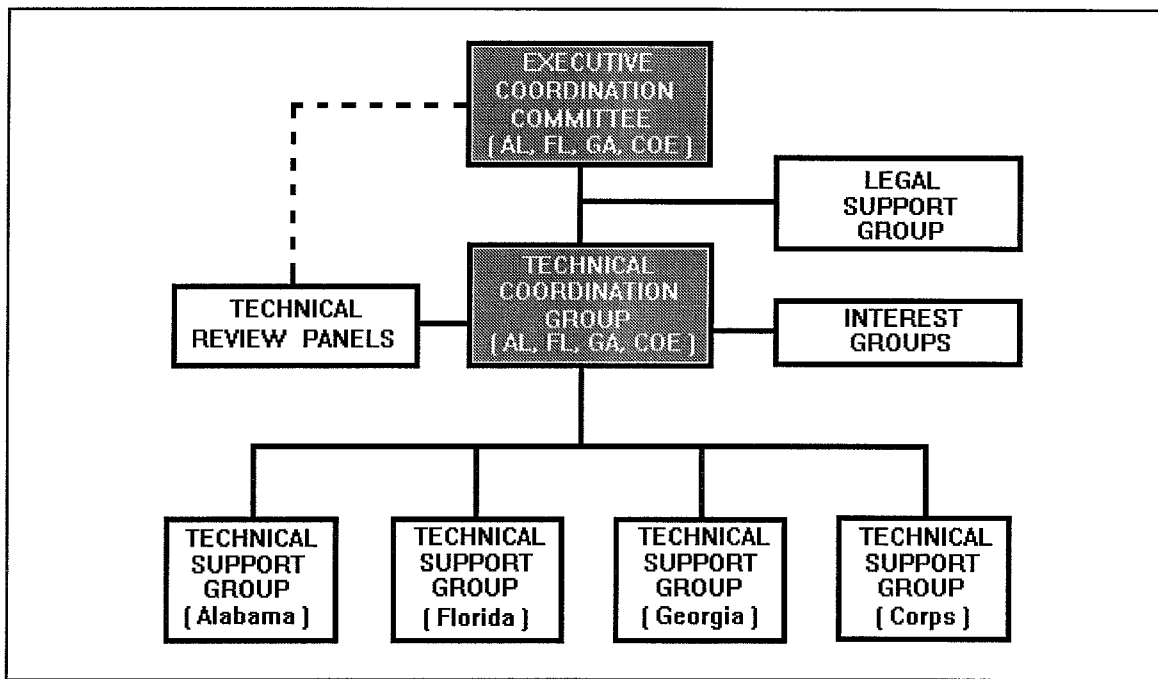 EXECUTIVE
COORDINATION
COMMITTEE
( AL, FL, GA, COE )
LEGAL
SUPPORT
GROUP
TECHNICAL
COORDINATION
GROUP
( AL, FL, GA, COE )
TECHNICAL
REVIEW PANELS
INTEREST
GROUPS
TECHNICAL
SUPPORT
GROUP
( Alabama )
TECHNICAL
SUPPORT
GROUP
( Florida )
TECHNICAL
SUPPORT
GROUP
( Georgia )
TECHNICAL
SUPPORT
GROUP
( Corps )